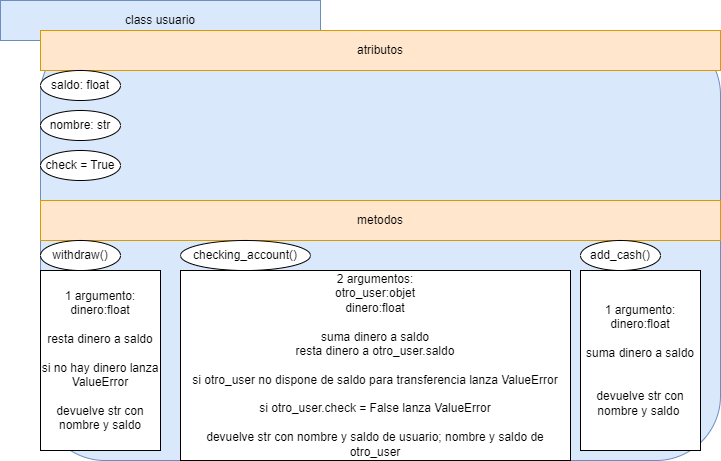 class usuario
atributos
saldo: float
nombre: str
check = True
metodos
withdraw()
1 argumento:
dinero:float
resta dinero a saldo
si no hay dinero lanza
ValueError
devuelve str con
nombre y saldo
checking_account()
2 argumentos:
otro_user:objet
dinero:float
suma dinero a saldo
resta dinero a otro_user.saldo
si otro_user no dispone de saldo para transferencia lanza ValueError
si otro_user.check = False lanza ValueError
devuelve str con nombre y saldo de usuario; nombre y saldo de
otro_user
add_cash()
1 argumento:
dinero:float
suma dinero a saldo
devuelve str con
nombre y saldo